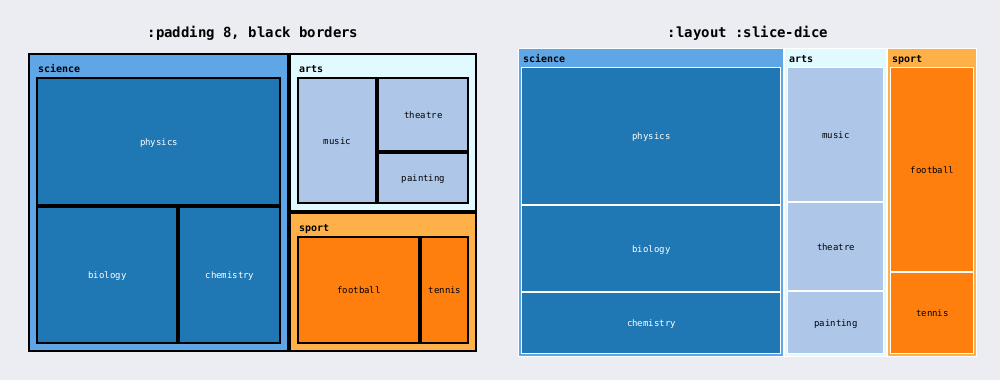 :padding 8, black borders
science
physics
biology
chemistry
arts
music
theatre
painting
sport
football
tennis
:layout :slice-dice
science
physics
biology
chemistry
arts
music
theatre
painting
sport
football
tennis